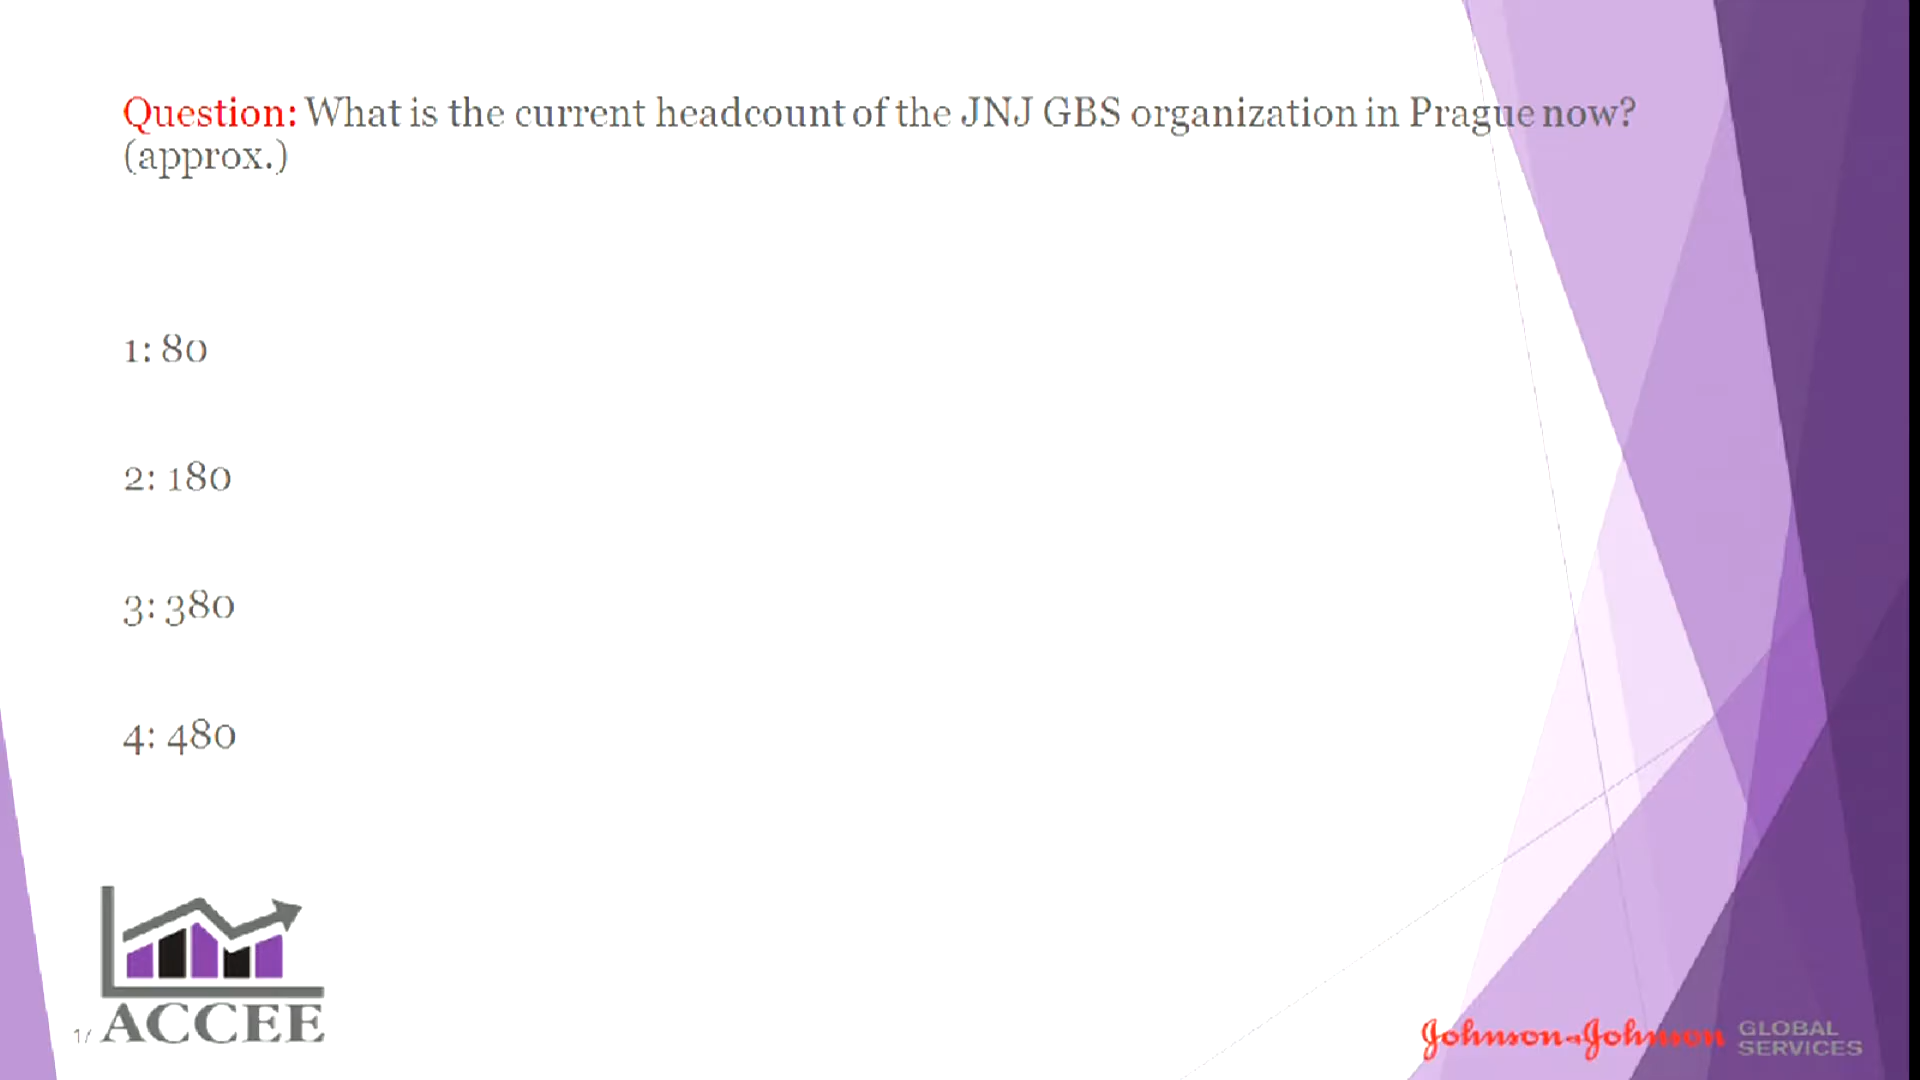 Question: What is the current headcount of the JNJ GBS organization in Prague now?
(approx.)
1: 80
2: 180
3: 380
4: 480
ACCEE
Johnson & Johnson GLOBAL
SERVICES